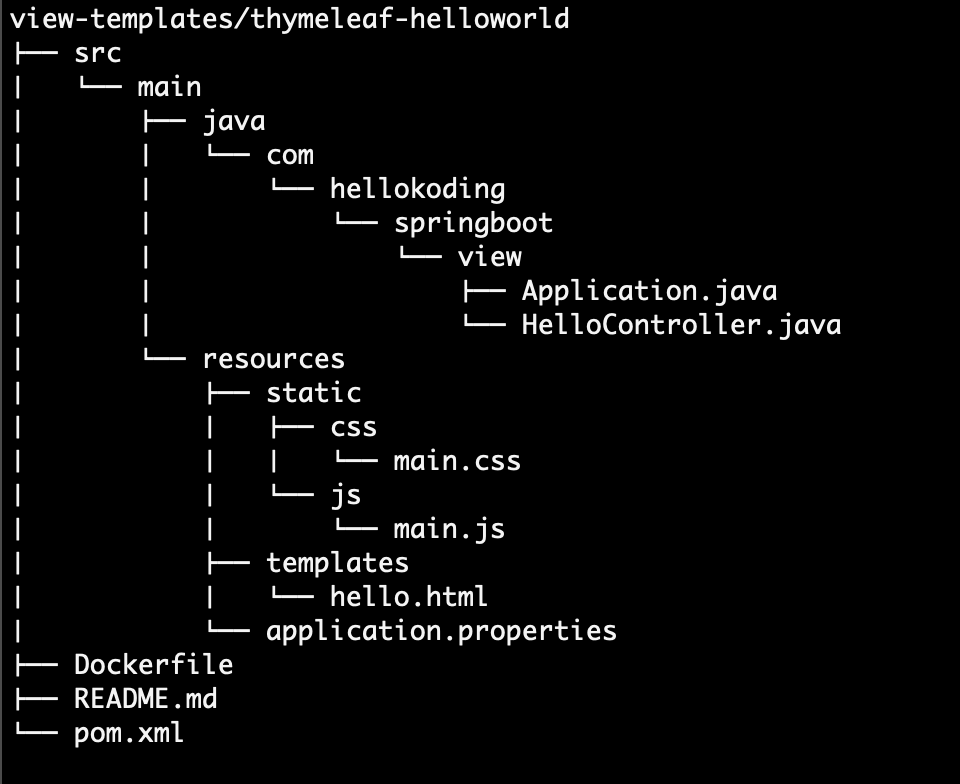 view-templates/thymeleaf-helloworld
├── src
│   └── main
│       ├── java
│       │   └── com
│       │       └── hellokoding
│       │           └── springboot
│       │               └── view
│       │                   ├── Application.java
│       │                   └── HelloController.java
│       └── resources
│           ├── static
│           │   ├── css
│           │   │   └── main.css
│           │   └── js
│           │       └── main.js
│           ├── templates
│           │   └── hello.html
│           └── application.properties
├── Dockerfile
├── README.md
└── pom.xml